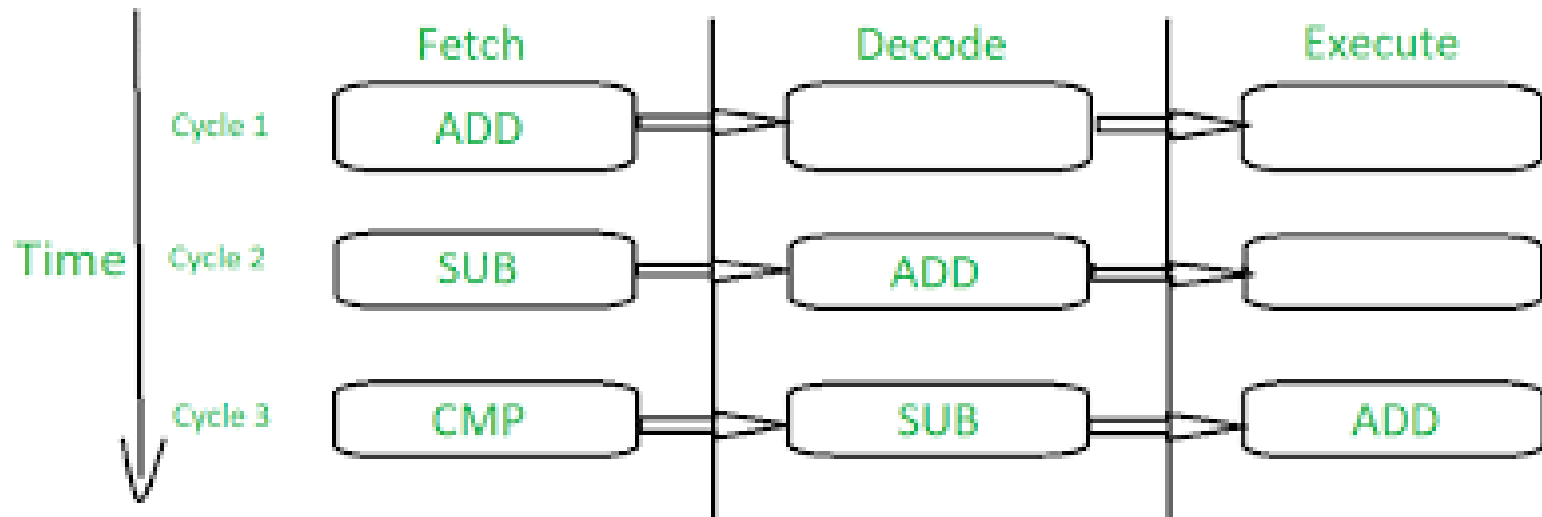 Fetch Decode Execute
Cycle 1 ADD
Time Cycle 2 SUB ADD
Cycle 3 CMP SUB ADD